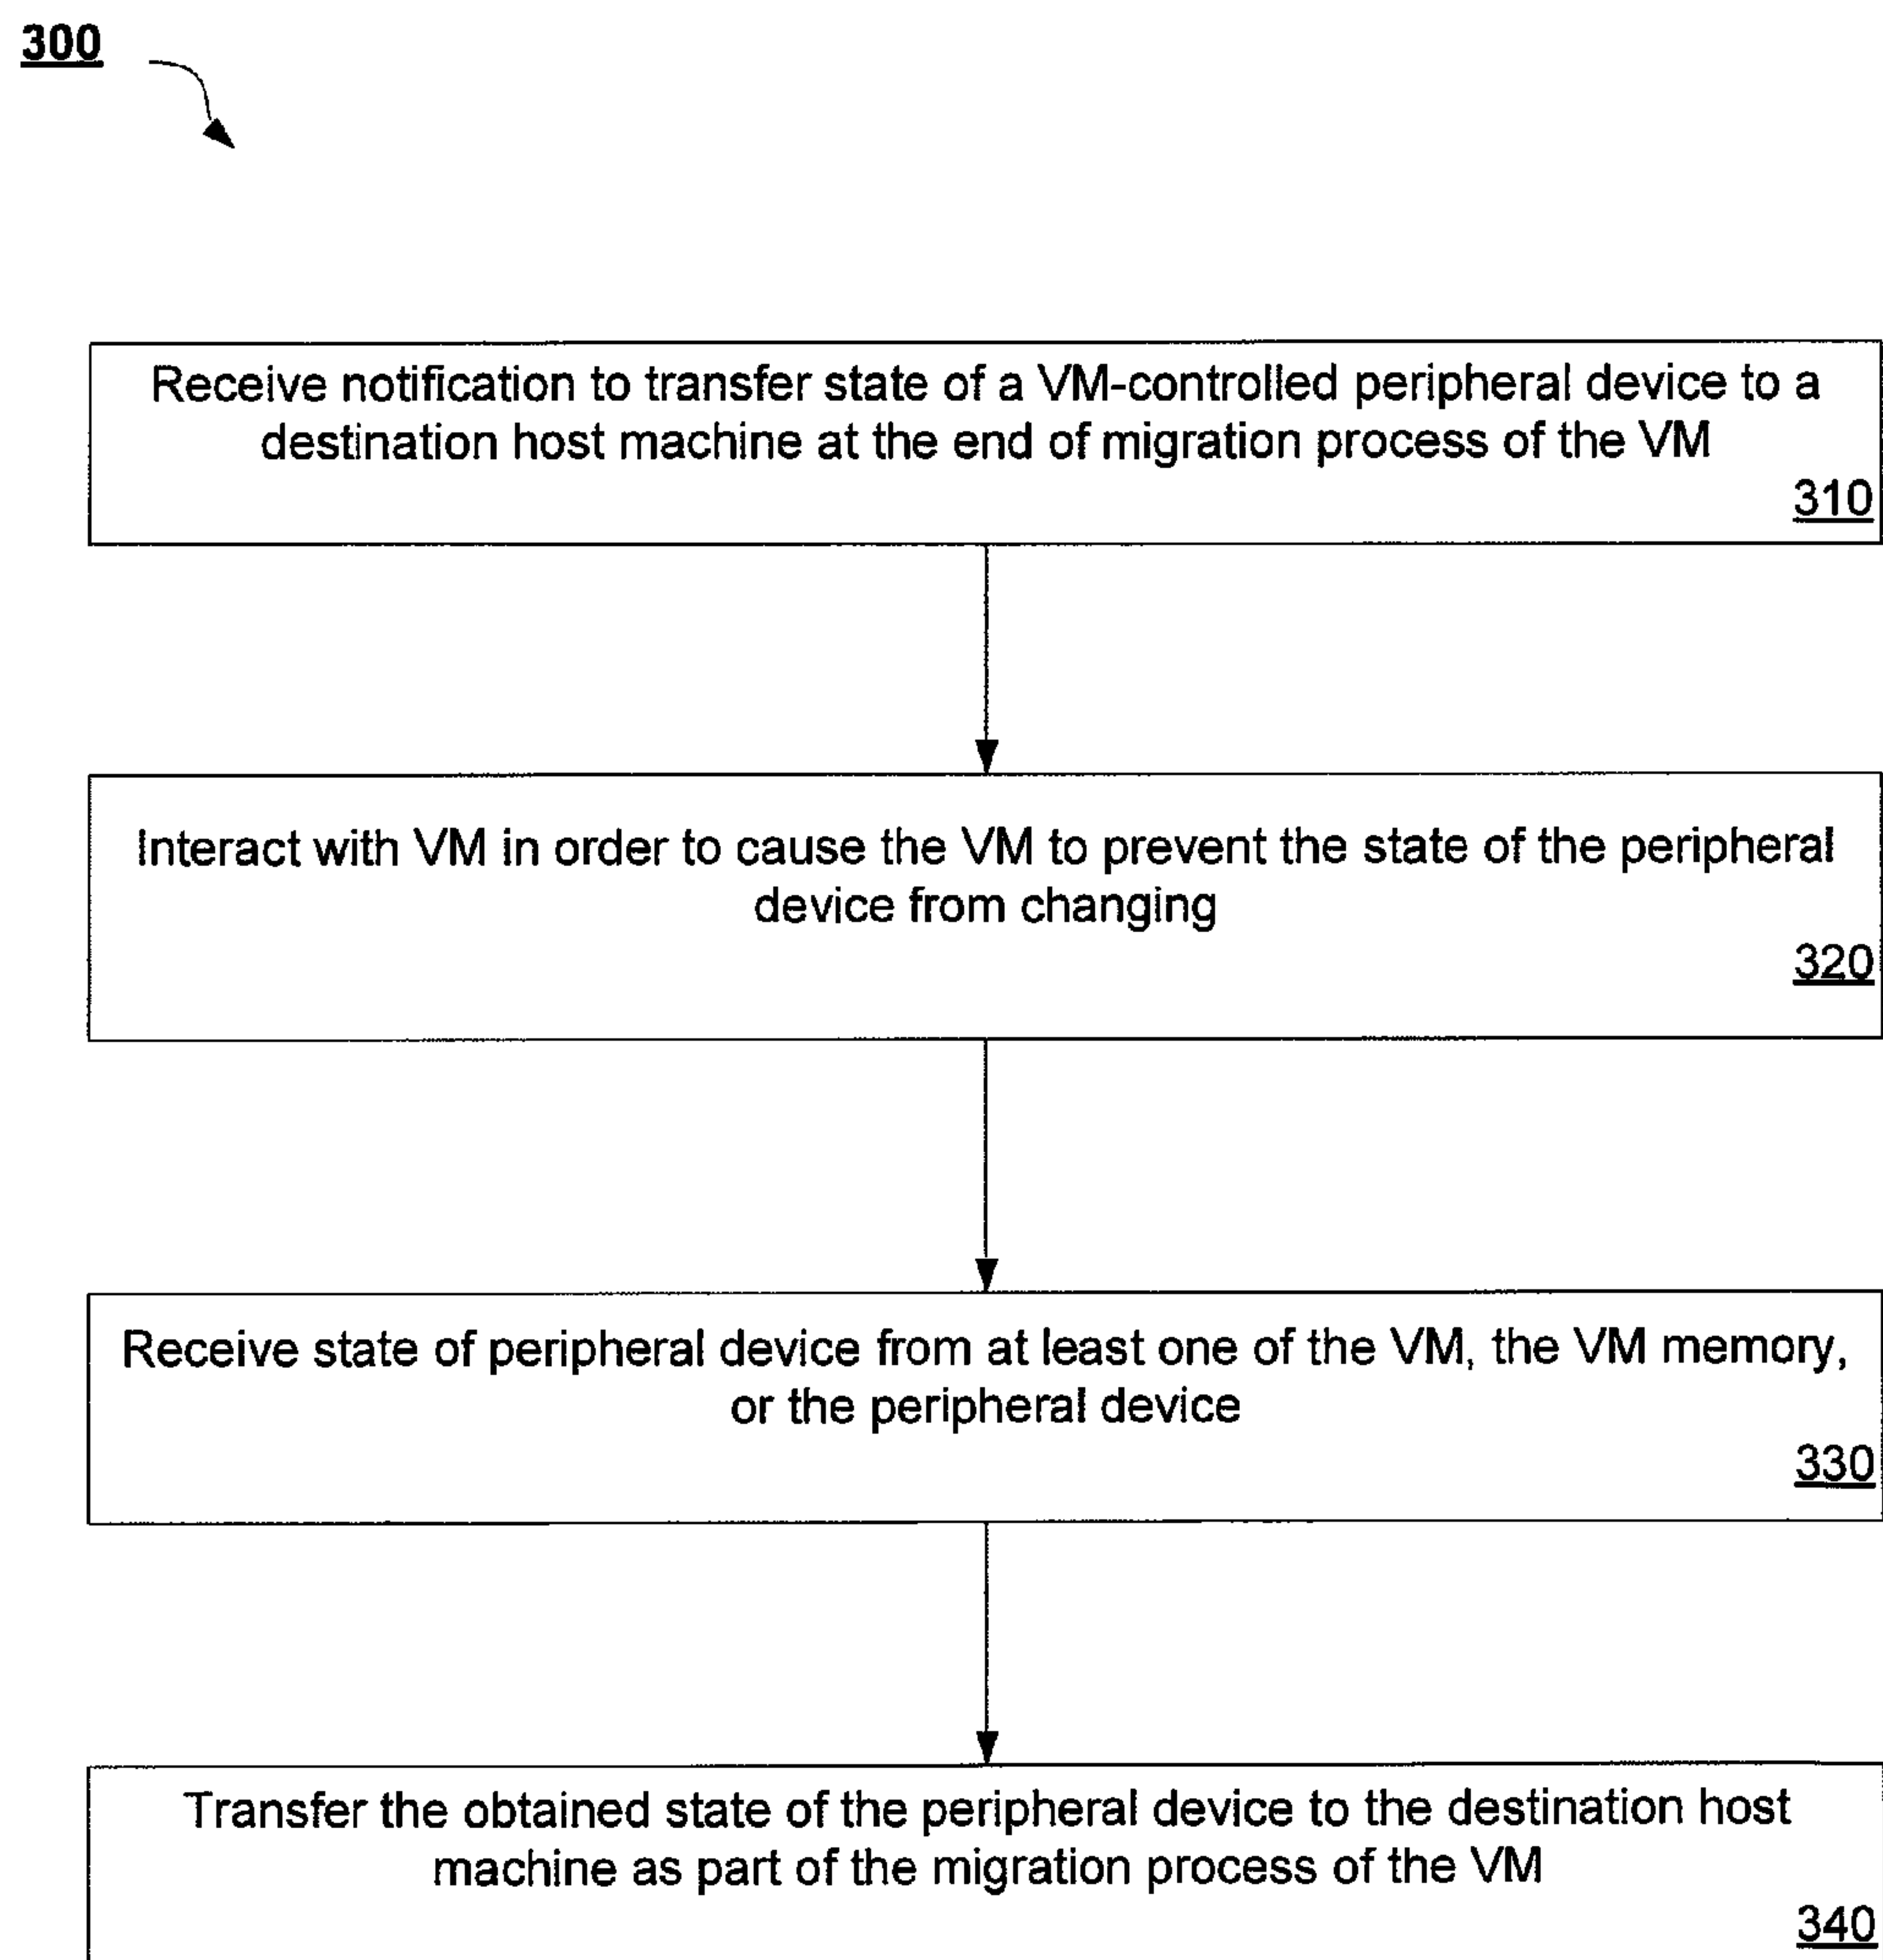 300
Receive notification to transfer state of a VM-controlled peripheral device to a
destination host machine at the end of migration process of the VM
310
Interact with VM in order to cause the VM to prevent the state of the peripheral
device from changing
320
Receive state of peripheral device from at least one of the VM, the VM memory,
or the peripheral device
330
Transfer the obtained state of the peripheral device to the destination host
machine as part of the migration process of the VM
340